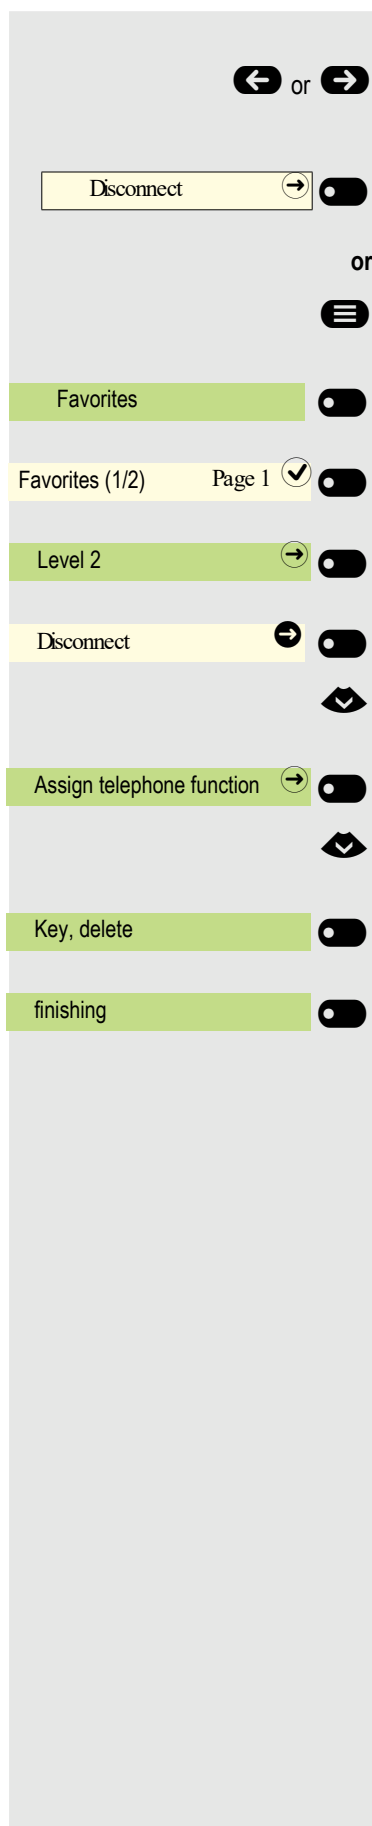 or
Disconnect
or
Favorites
Favorites (1/2) Page 1
Level 2
Disconnect
Assign telephone function
Key, delete
finishing